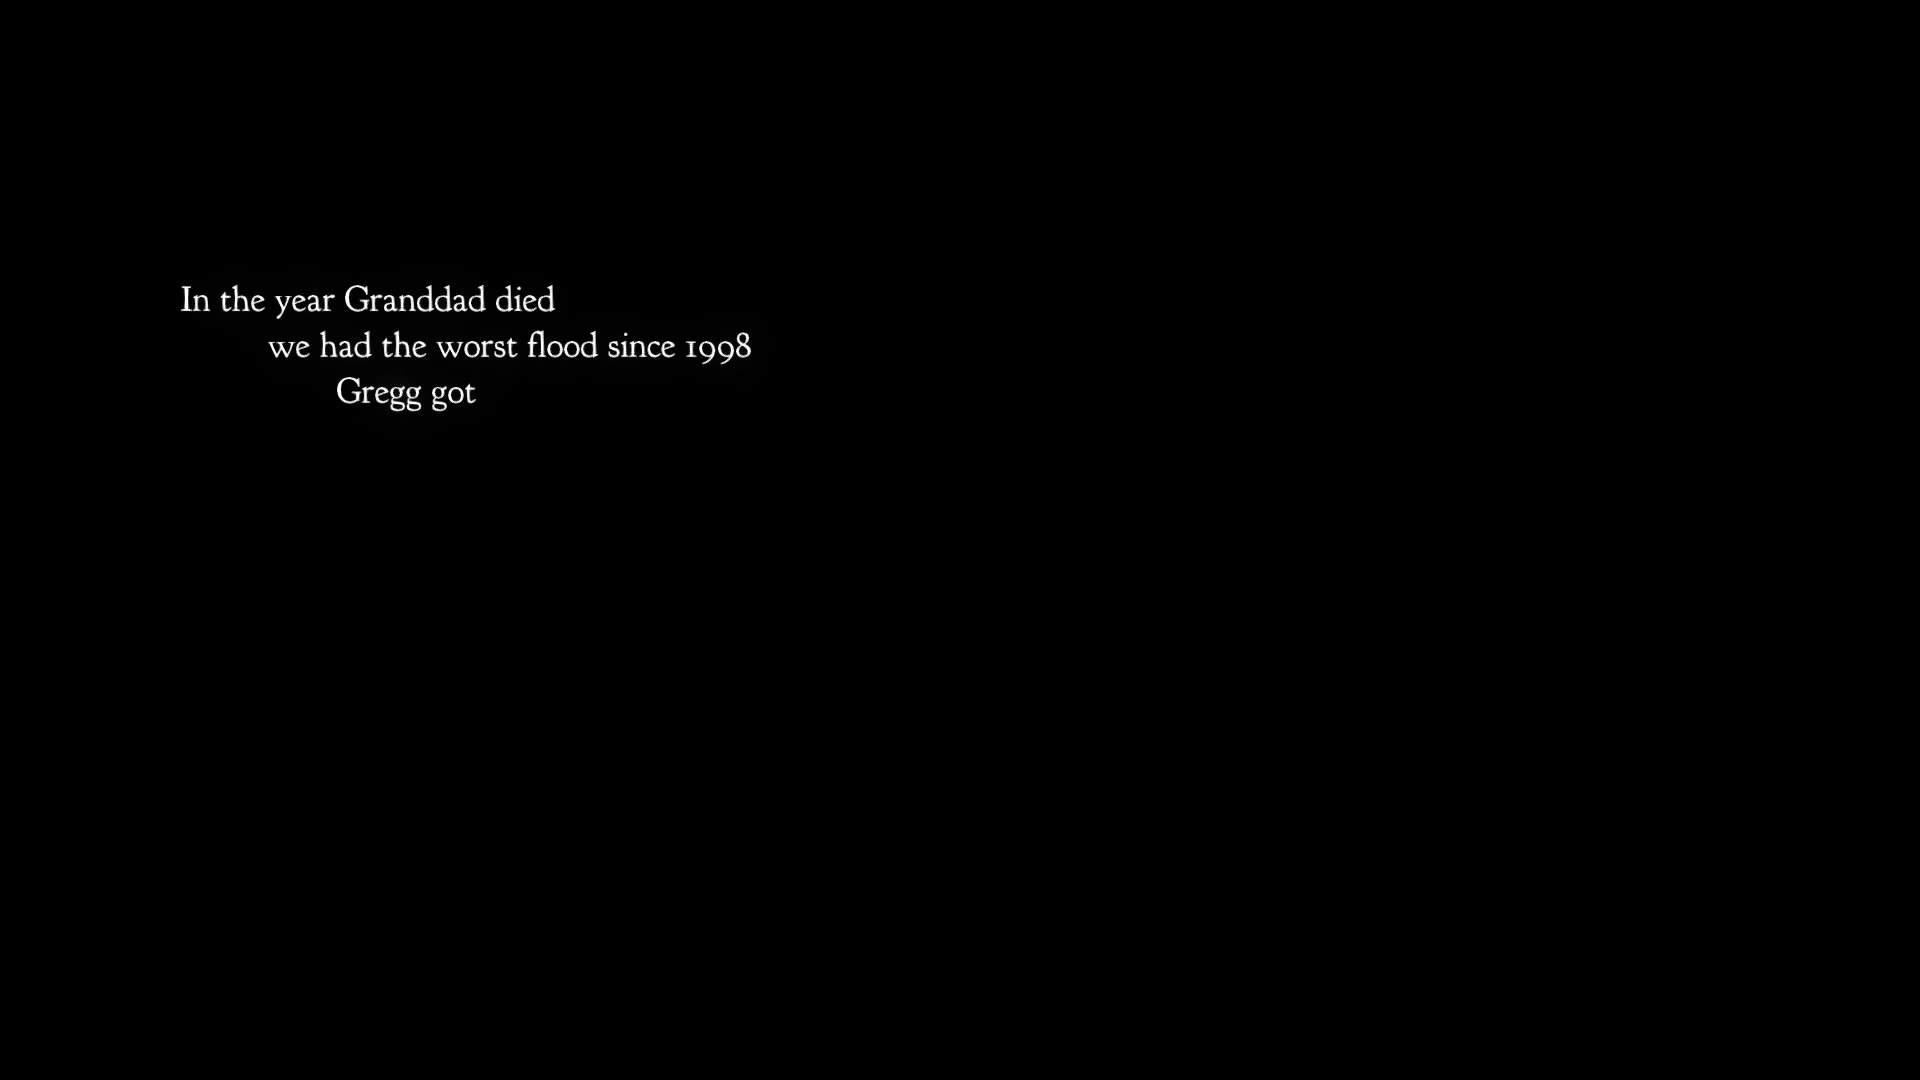 In the year Granddad died
we had the worst flood since 1998
Gregg got